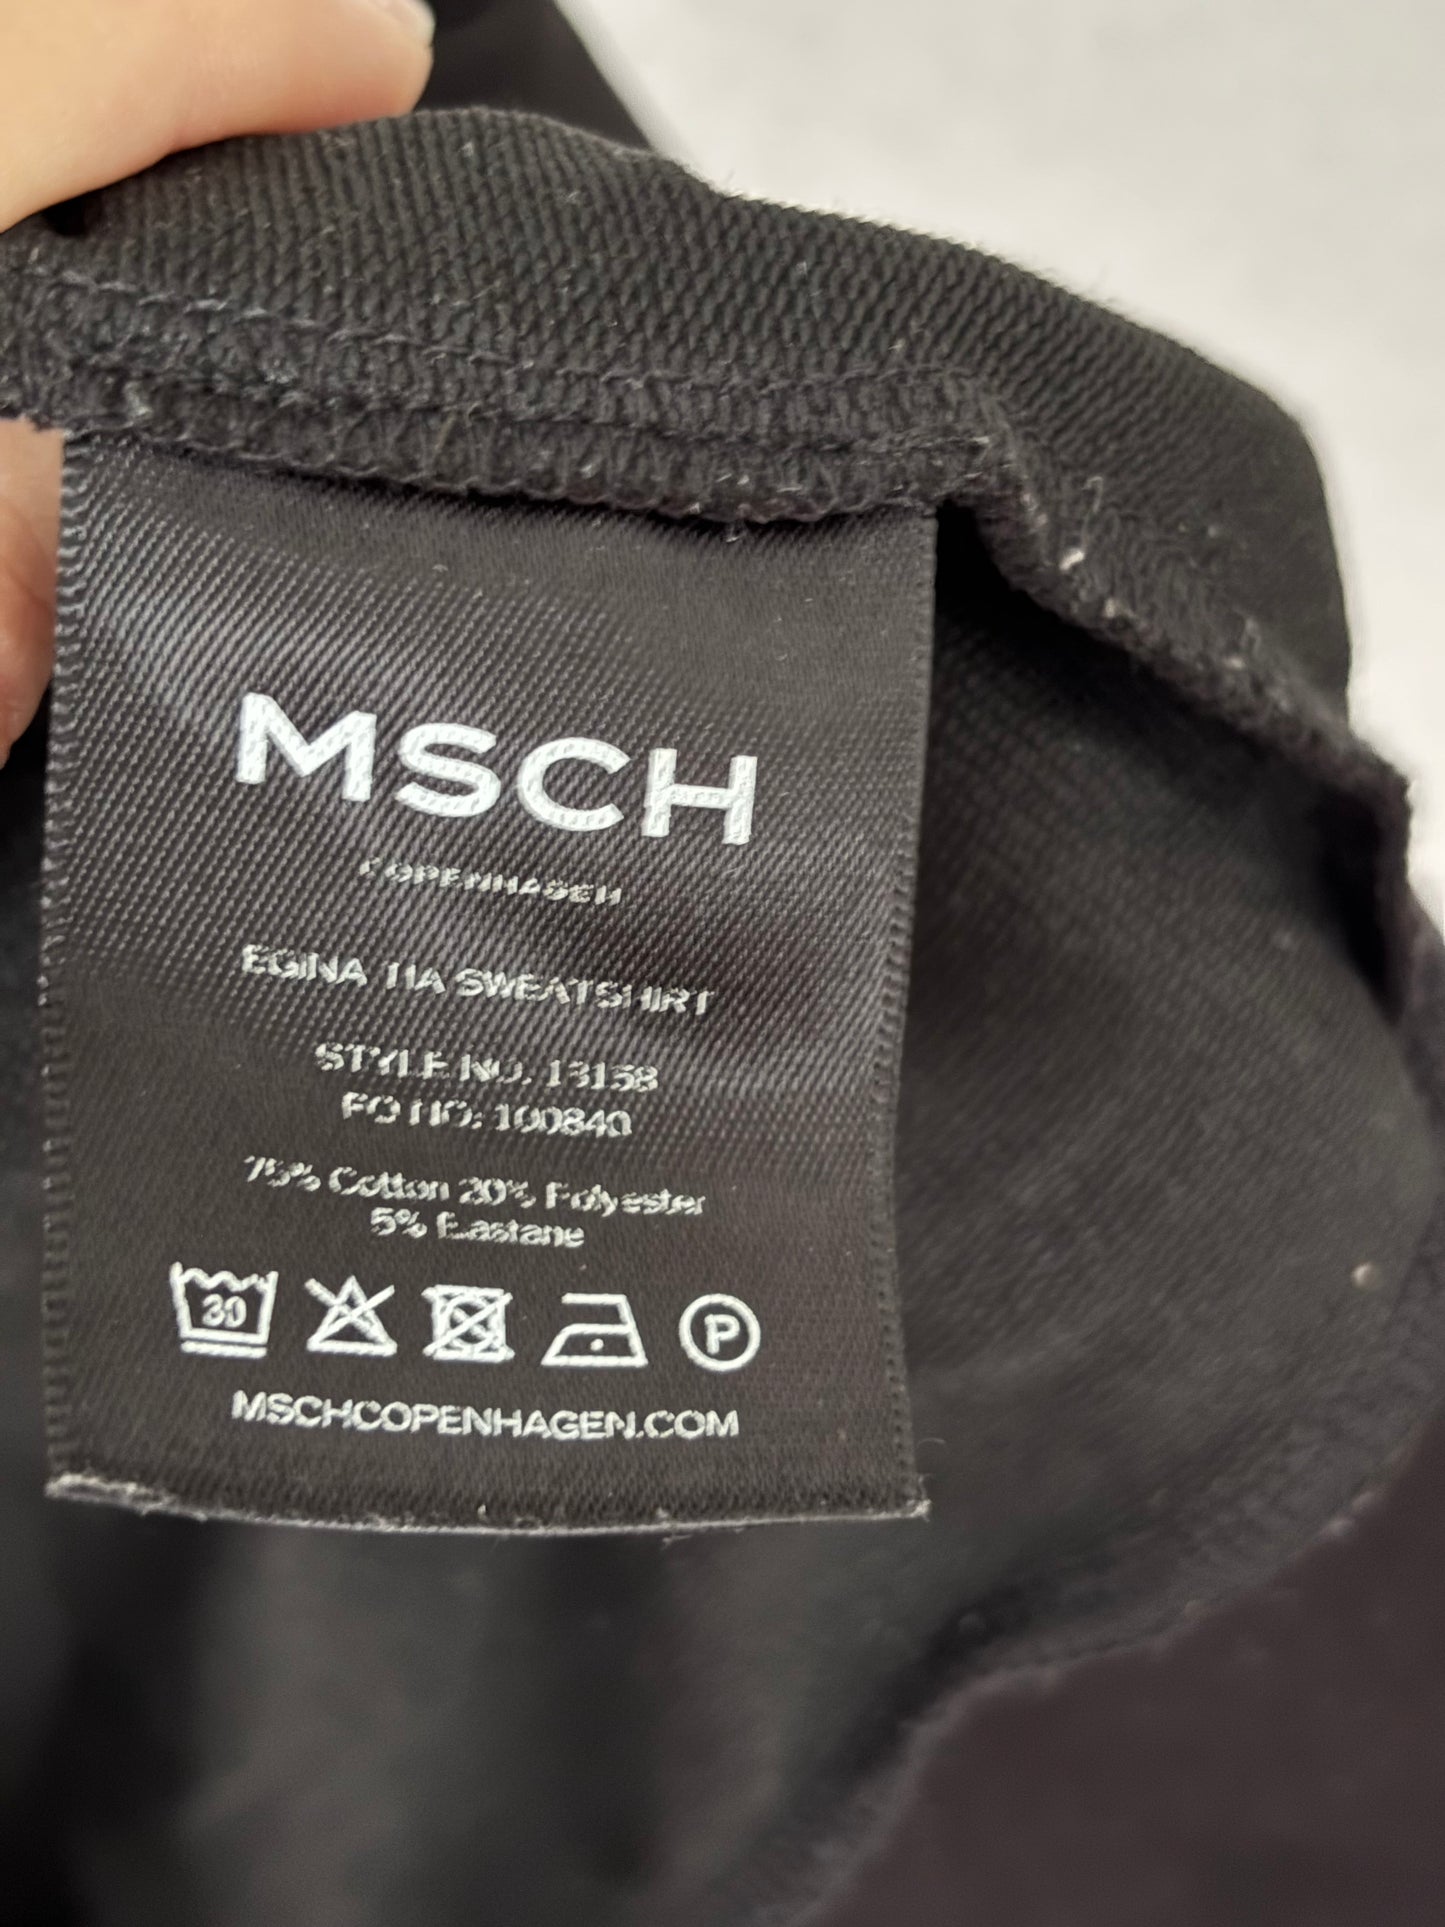 MSCH
COPENHAGEN
EGINA TIA SWEATSHIRT
STYLE NO. 13158
PO NO: 100840
75% Cotton 20% Polyester
5% Elastane
30
P
MSCHCOPENHAGEN.COM